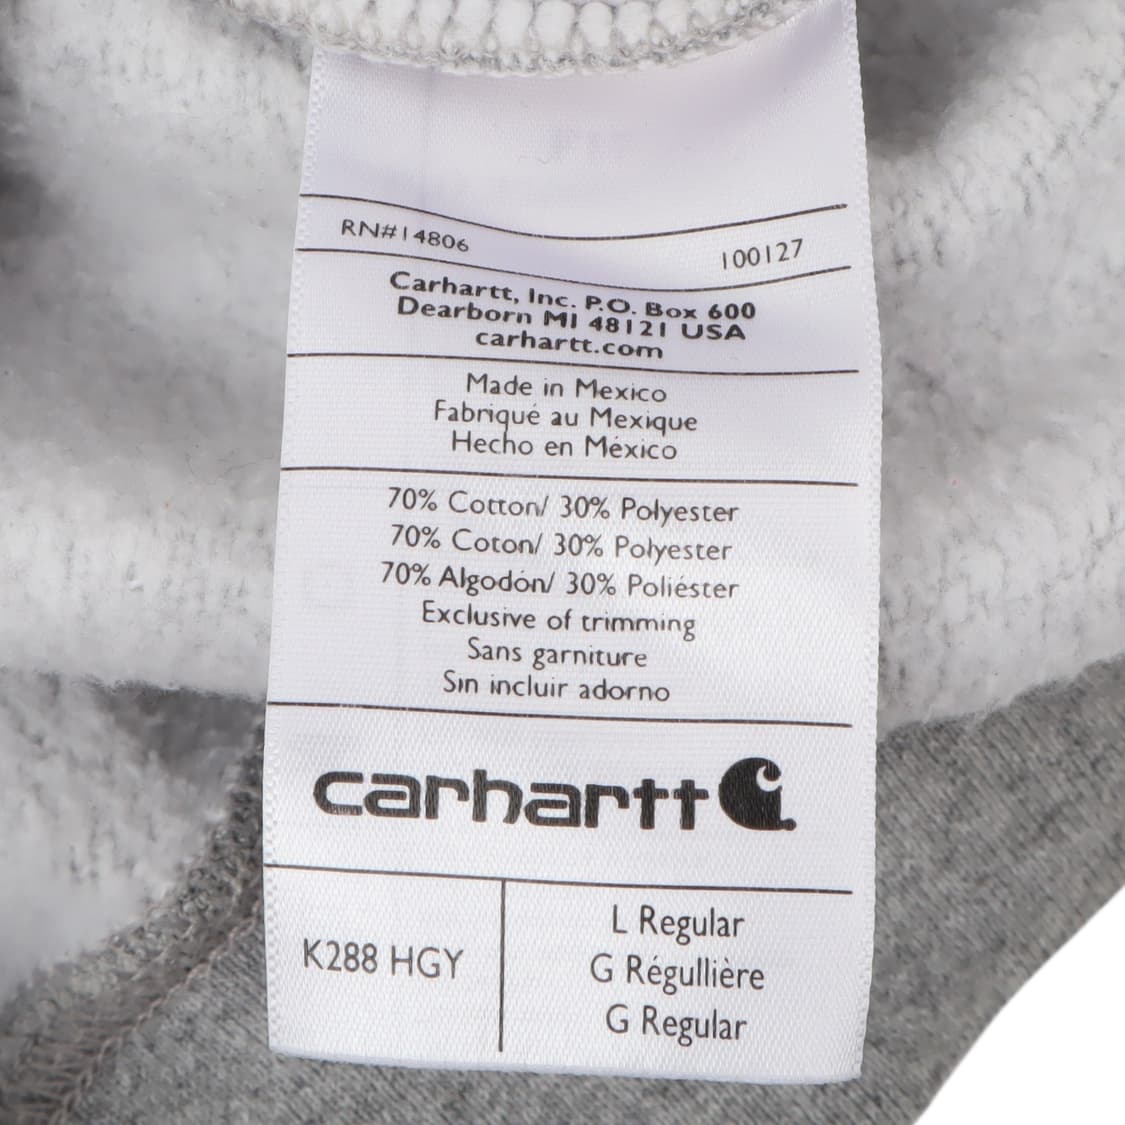 RN#14806 100127
Carhartt, Inc. P.O. Box 600
Dearborn MI 48121 USA
carhartt.com
Made in Mexico
Fabriqué au Mexique
Hecho en México
70% Cotton/ 30% Polyester
70% Coton/ 30% Polyester
70% Algodón/ 30% Poliéster
Exclusive of trimming
Sans garniture
Sin incluir adorno
carhartt
K288 HGY
L Regular
G Régullière
G Regular